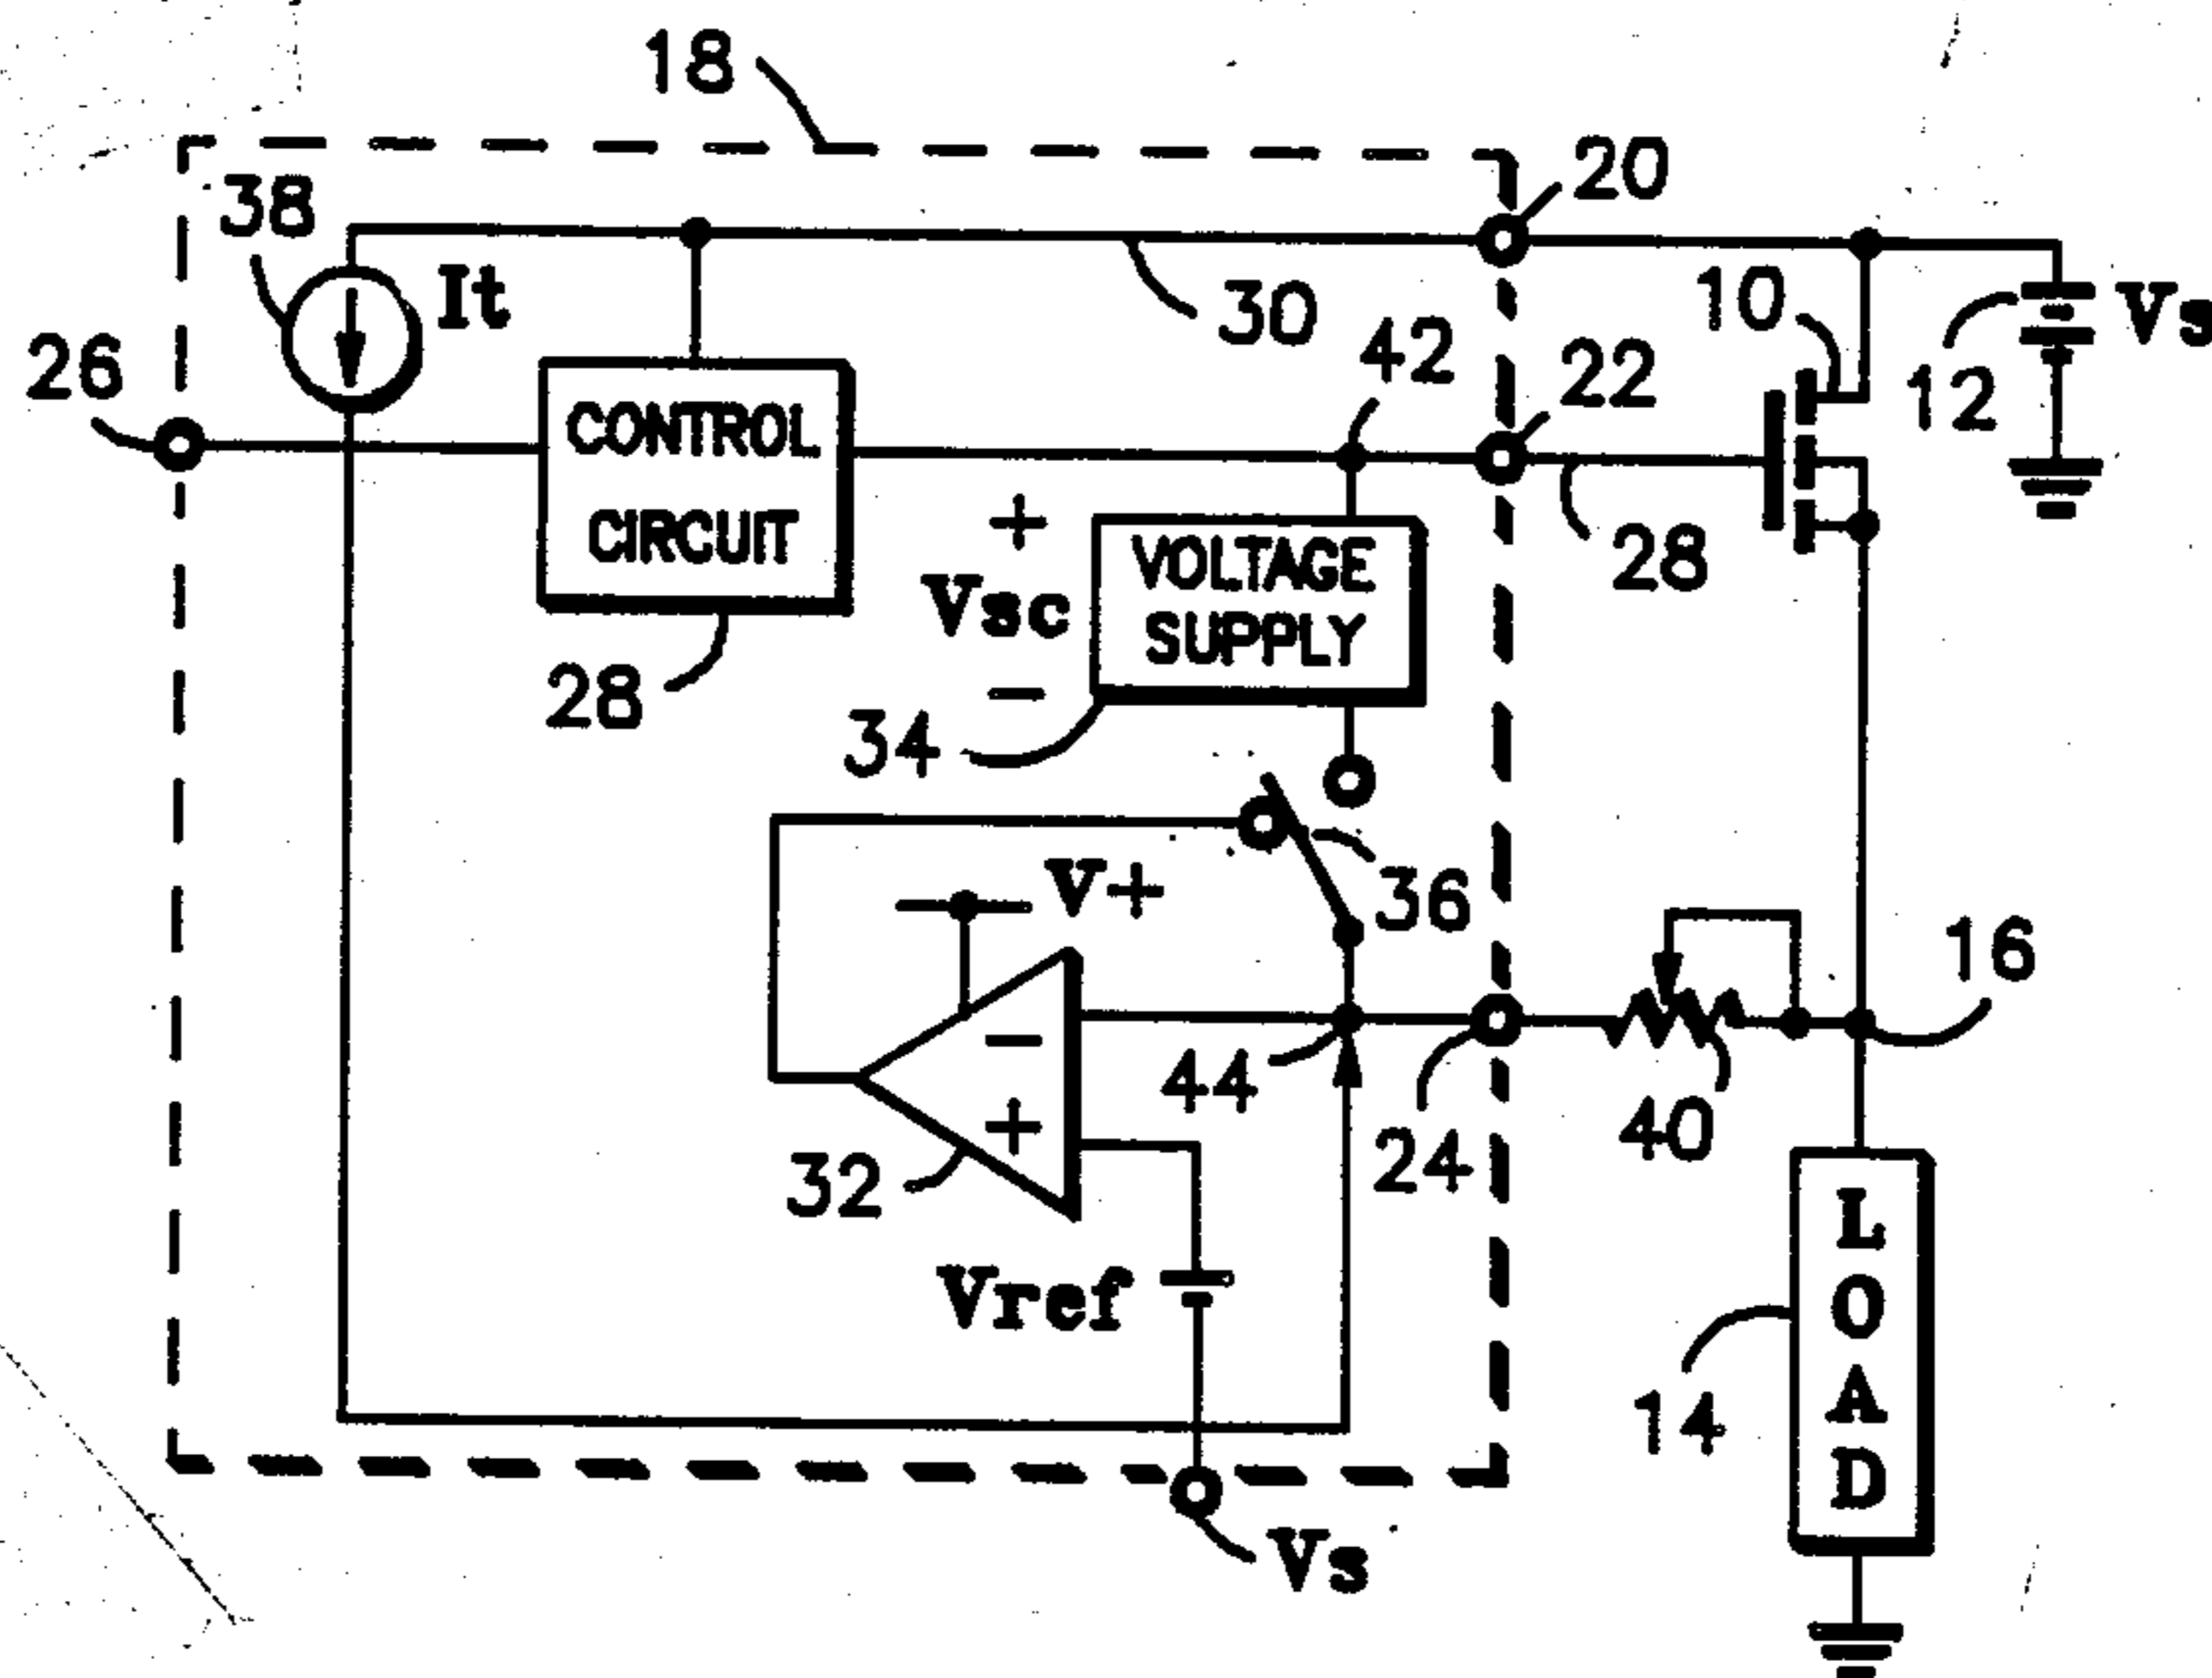 18
20
38
It
30
10
Vs
26
42
22
12
CONTROL
CIRCUIT
+
Vsc
-
VOLTAGE
SUPPLY
28
28
34
36
V+
16
-
+
44
24
40
32
Vref
14
LOAD
Vs